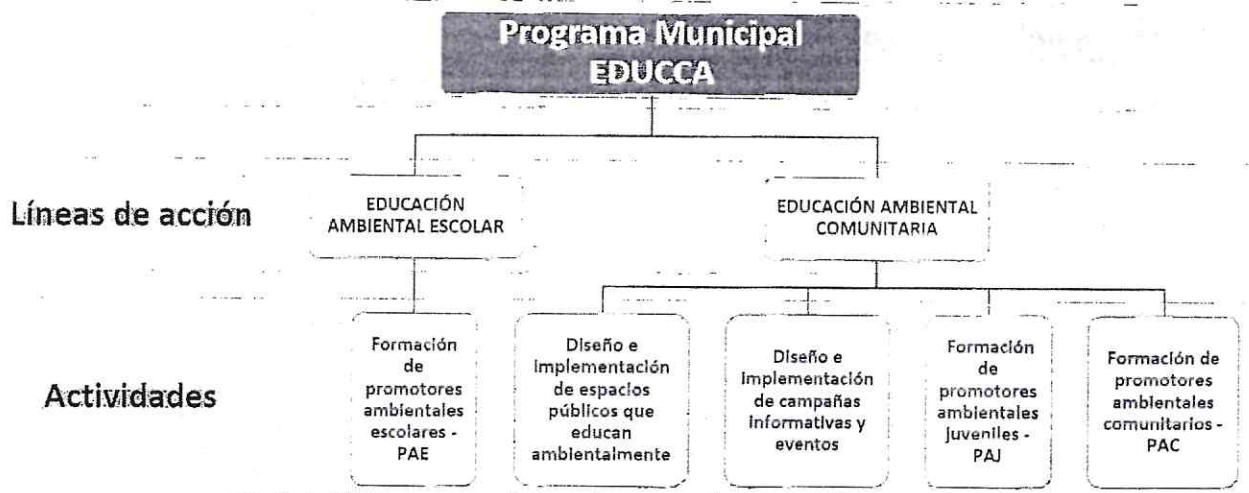 Programa Municipal
EDUCCA
Líneas de acción
EDUCACIÓN
AMBIENTAL ESCOLAR
EDUCACIÓN AMBIENTAL
COMUNITARIA
Actividades
Formación
de
promotores
ambientales
escolares -
PAE
Diseño e
implementación
de espacios
públicos que
educan
ambientalmente
Diseño e
implementación
de campañas
informativas y
eventos
Formación
de
promotores
ambientales
juveniles -
PAJ
Formación de
promotores
ambientales
comunitarios -
PAC